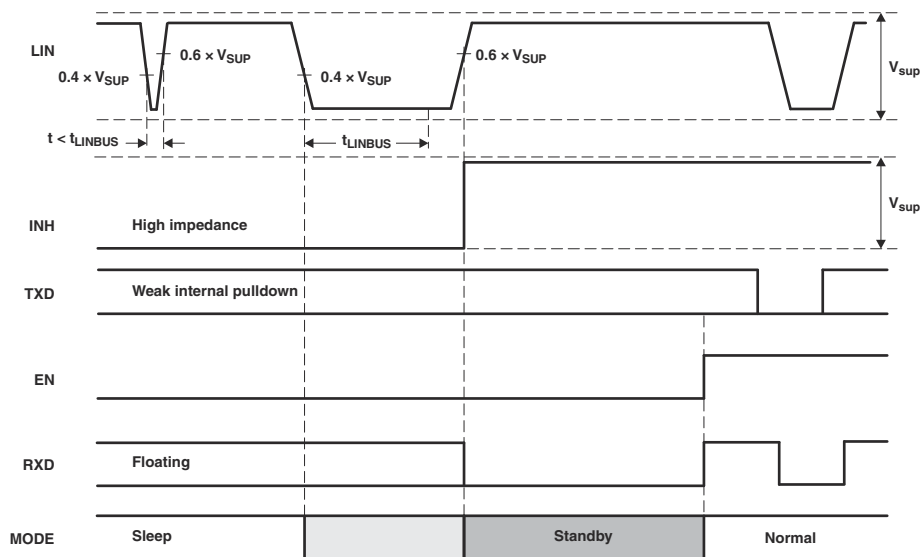 LIN
0.6 × VSUP
0.4 × VSUP
0.4 × VSUP
0.6 × VSUP
Vsup
t < tLINBUS
tLINBUS
INH
High impedance
Vsup
TXD
Weak internal pulldown
EN
RXD
Floating
MODE
Sleep
Standby
Normal